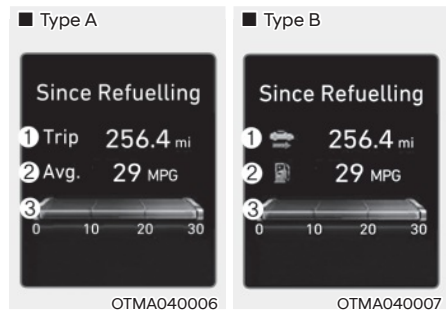 ■ Type A
Since Refuelling
① Trip 256.4 mi
② Avg. 29 MPG
③
0 10 20 30
OTMA040006
■ Type B
Since Refuelling
① 256.4 mi
② 29 MPG
③
0 10 20 30
OTMA040007